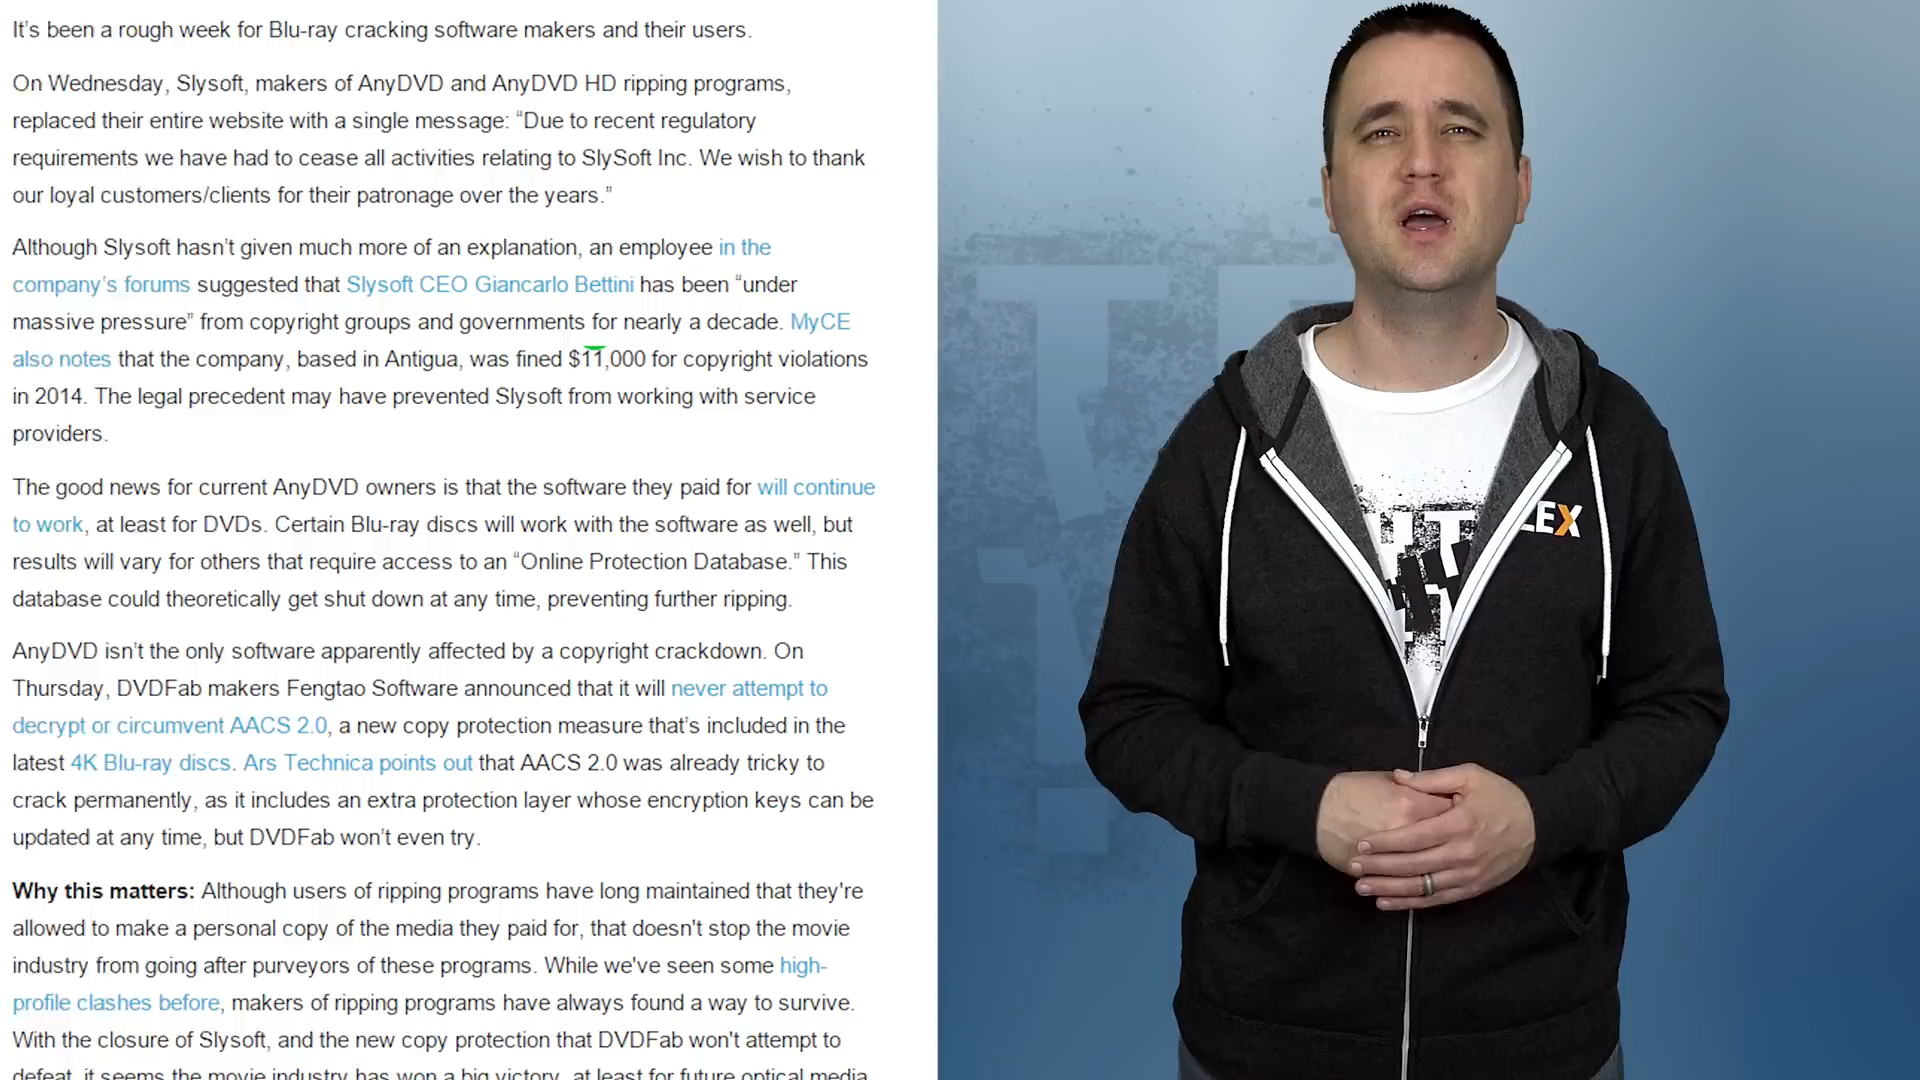 It's been a rough week for Blu-ray cracking software makers and their users.
On Wednesday, Slysoft, makers of AnyDVD and AnyDVD HD ripping programs,
replaced their entire website with a single message: “Due to recent regulatory
requirements we have had to cease all activities relating to SlySoft Inc. We wish to thank
our loyal customers/clients for their patronage over the years.”
Although Slysoft hasn't given much more of an explanation, an employee in the
company's forums suggested that Slysoft CEO Giancarlo Bettini has been “under
massive pressure” from copyright groups and governments for nearly a decade. MyCE
also notes that the company, based in Antigua, was fined $11,000 for copyright violations
in 2014. The legal precedent may have prevented Slysoft from working with service
providers.
The good news for current AnyDVD owners is that the software they paid for will continue
to work, at least for DVDs. Certain Blu-ray discs will work with the software as well, but
results will vary for others that require access to an “Online Protection Database.” This
database could theoretically get shut down at any time, preventing further ripping.
AnyDVD isn't the only software apparently affected by a copyright crackdown. On
Thursday, DVDFab makers Fengtao Software announced that it will never attempt to
decrypt or circumvent AACS 2.0, a new copy protection measure that's included in the
latest 4K Blu-ray discs. Ars Technica points out that AACS 2.0 was already tricky to
crack permanently, as it includes an extra protection layer whose encryption keys can be
updated at any time, but DVDFab won't even try.
Why this matters: Although users of ripping programs have long maintained that they're
allowed to make a personal copy of the media they paid for, that doesn't stop the movie
industry from going after purveyors of these programs. While we've seen some high-
profile clashes before, makers of ripping programs have always found a way to survive.
With the closure of Slysoft, and the new copy protection that DVDFab won't attempt to
defeat, it seems the movie industry has won a big victory, at least for future optical media.
LEX